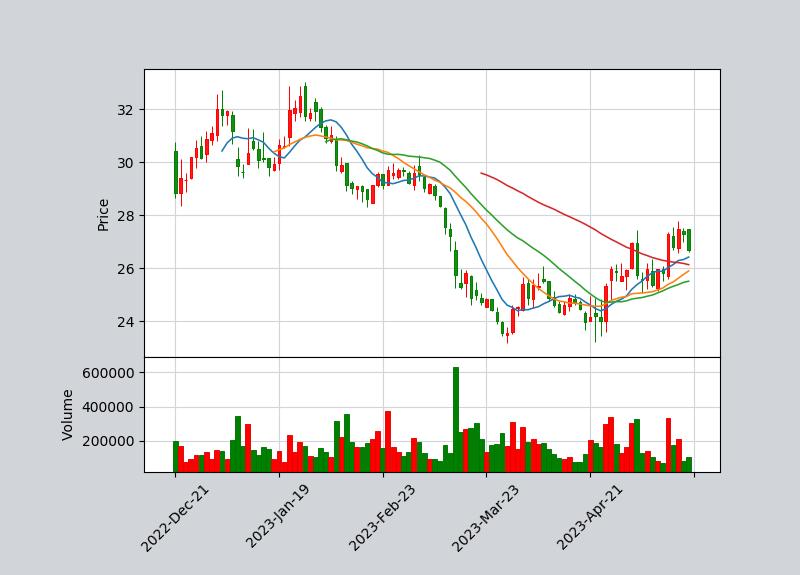 32
30
28
26
24
Price
600000
400000
200000
Volume
2022-Dec-21
2023-Jan-19
2023-Feb-23
2023-Mar-23
2023-Apr-21